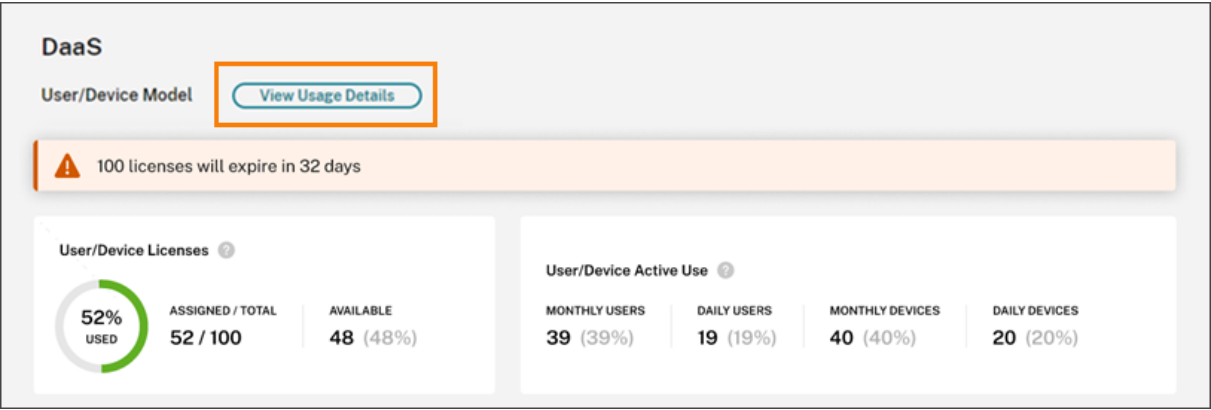 DaaS
User/Device Model
View Usage Details
100 licenses will expire in 32 days
User/Device Licenses ?
52%
USED
ASSIGNED / TOTAL
52 / 100
AVAILABLE
48 (48%)
User/Device Active Use ?
MONTHLY USERS
39 (39%)
DAILY USERS
19 (19%)
MONTHLY DEVICES
40 (40%)
DAILY DEVICES
20 (20%)